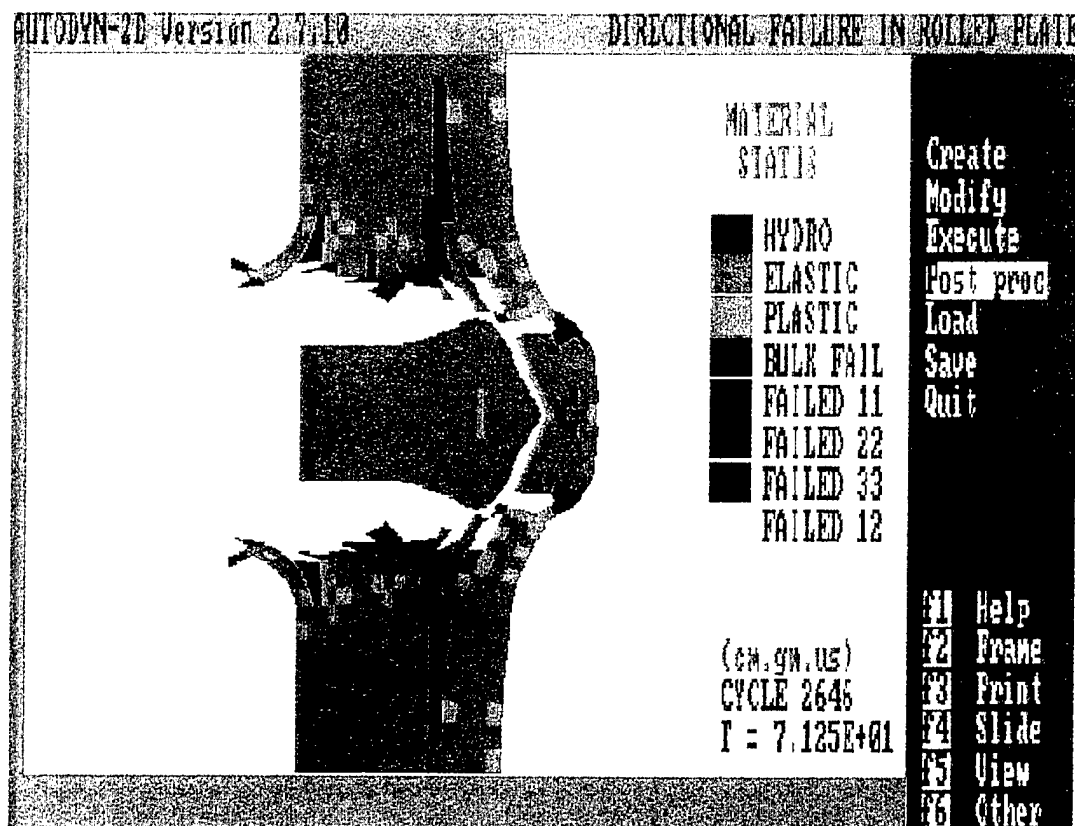 AUTODYN-2D Version 2.7.10
DIRECTIONAL FAILURE IN ROLLED PLATE
MATERIAL
STATUS
HYDRO
ELASTIC
PLASTIC
BULK FAIL
FAILED 11
FAILED 22
FAILED 33
FAILED 12
(cm.gm.us)
CYCLE 2646
T = 7.125E+01
Create
Modify
Execute
Post proc
Load
Save
Quit
F1 Help
F2 Frame
F3 Print
F4 Slide
F5 View
F6 Other